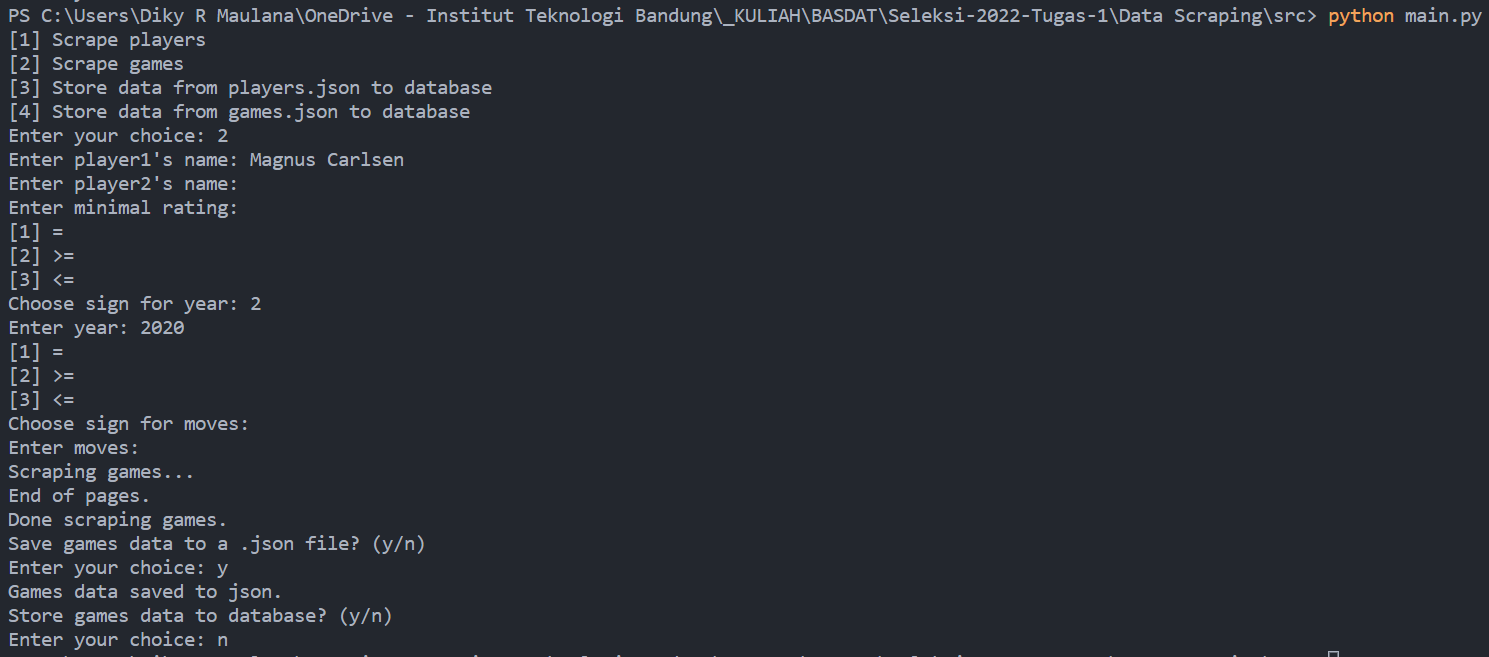 PS C:\Users\Diky R Maulana\OneDrive - Institut Teknologi Bandung\_KULIAH\BASDAT\Seleksi-2022-Tugas-1\Data Scraping\src> python main.py
[1] Scrape players
[2] Scrape games
[3] Store data from players.json to database
[4] Store data from games.json to database
Enter your choice: 2
Enter player1's name: Magnus Carlsen
Enter player2's name:
Enter minimal rating:
[1] =
[2] >=
[3] <=
Choose sign for year: 2
Enter year: 2020
[1] =
[2] >=
[3] <=
Choose sign for moves:
Enter moves:
Scraping games...
End of pages.
Done scraping games.
Save games data to a .json file? (y/n)
Enter your choice: y
Games data saved to json.
Store games data to database? (y/n)
Enter your choice: n